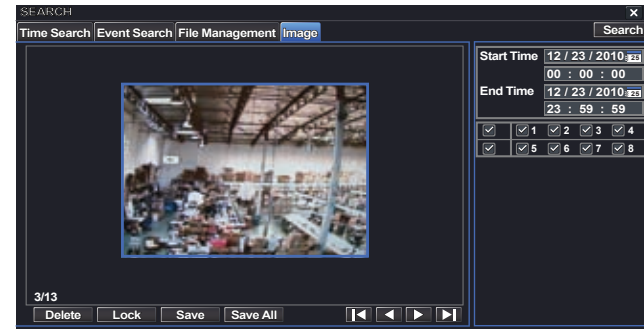 SEARCH
Time Search Event Search File Management Image
Search
Start Time 12 / 23 / 2010
00 : 00 : 00
End Time 12 / 23 / 2010
23 : 59 : 59
1 2 3 4
5 6 7 8
3/13
Delete Lock Save Save All